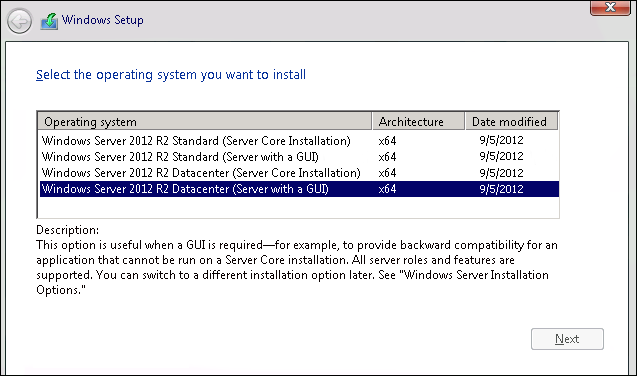 Windows Setup
Select the operating system you want to install
Operating system Architecture Date modified
Windows Server 2012 R2 Standard (Server Core Installation) x64 9/5/2012
Windows Server 2012 R2 Standard (Server with a GUI) x64 9/5/2012
Windows Server 2012 R2 Datacenter (Server Core Installation) x64 9/5/2012
Windows Server 2012 R2 Datacenter (Server with a GUI) x64 9/5/2012
Description:
This option is useful when a GUI is required—for example, to provide backward compatibility for an
application that cannot be run on a Server Core installation. All server roles and features are
supported. You can switch to a different installation option later. See "Windows Server Installation
Options."
Next